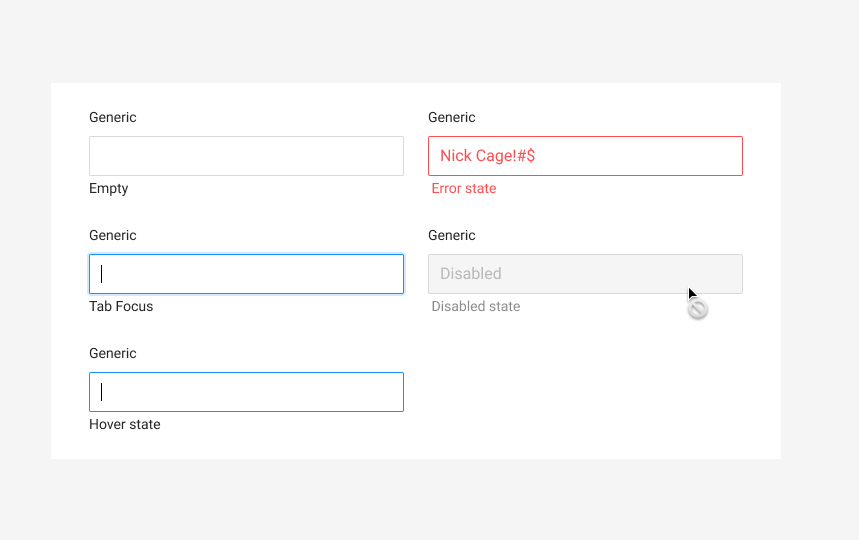 Generic
Empty
Generic
Nick Cage!#$
Error state
Generic
Tab Focus
Generic
Disabled
Disabled state
Generic
Hover state